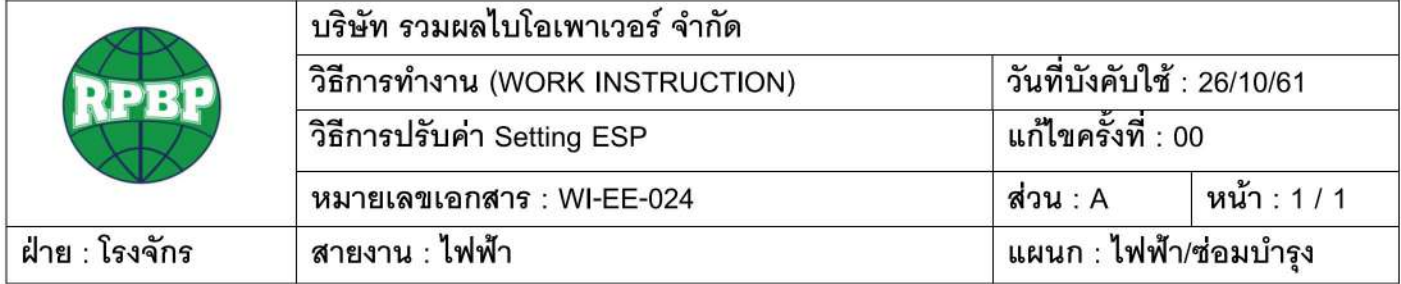 RPBP
บริษัท รวมผลไบโอเพาเวอร์ จำกัด
วิธีการทำงาน (WORK INSTRUCTION) วันที่บังคับใช้ : 26/10/61
วิธีการปรับค่า Setting ESP แก้ไขครั้งที่ : 00
หมายเลขเอกสาร : WI-EE-024 ส่วน : A หน้า : 1 / 1
ฝ่าย : โรงจักร สายงาน : ไฟฟ้า แผนก : ไฟฟ้า/ซ่อมบำรุง